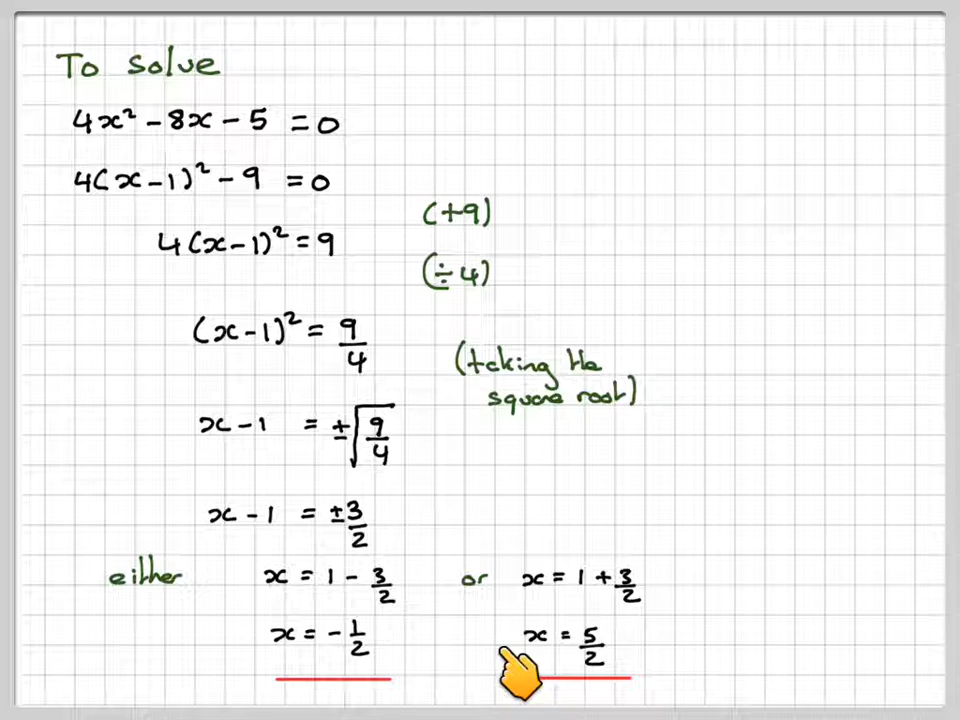 To solve
4x² - 8x - 5 = 0
4(x-1)² - 9 = 0
(+9)
4(x-1)² = 9
(÷4)
(x-1)² = 9/4
(taking the
square root)
x - 1 = ±√(9/4)
x - 1 = ±3/2
either x = 1 - 3/2 or x = 1 + 3/2
x = -1/2 x = 5/2